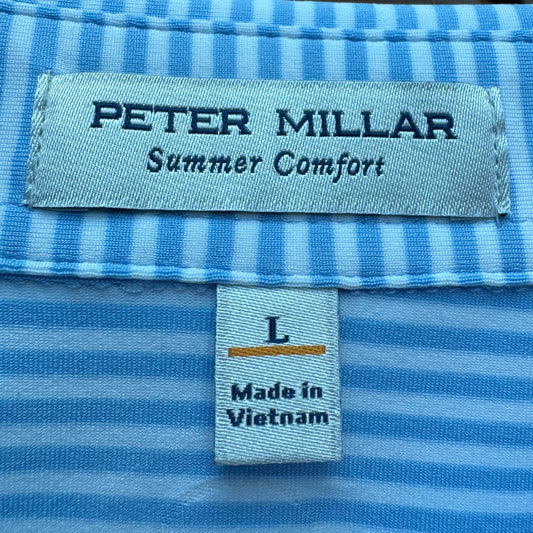 PETER MILLAR
Summer Comfort
L
Made in
Vietnam